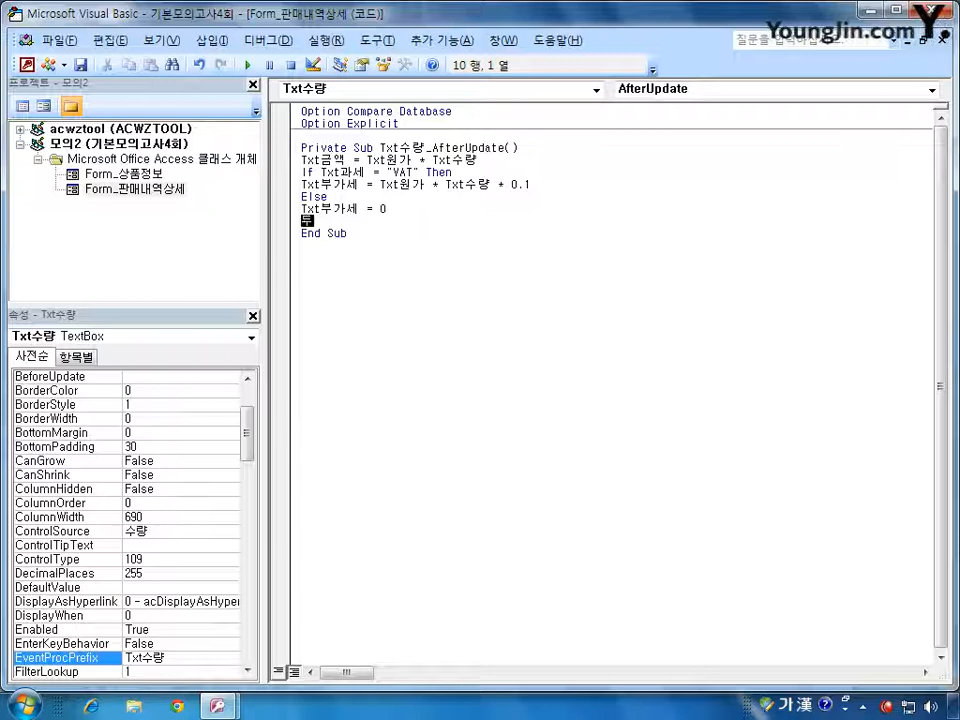 Microsoft Visual Basic - 기본모의고사4회 - [Form_판매내역상세 (코드)]
YoungJin.com Y
파일(F) 편집(E) 보기(V) 삽입(I) 디버그(D) 실행(R) 도구(T) 추가 기능(A) 창(W) 도움말(H)
10 행, 1 열
프로젝트 - 모의2
Txt수량 AfterUpdate
acwztool (ACWZTOOL)
모의2 (기본모의고사4회)
Microsoft Office Access 클래스 개체
Form_상품정보
Form_판매내역상세
Option Compare Database
Option Explicit
Private Sub Txt수량_AfterUpdate()
Txt금액 = Txt원가 * Txt수량
If Txt과세 = "VAT" Then
Txt부가세 = Txt원가 * Txt수량 * 0.1
Else
Txt부가세 = 0
End Sub
속성 - Txt수량
Txt수량 TextBox
사전순 항목별
BeforeUpdate
BorderColor 0
BorderStyle 1
BorderWidth 0
BottomMargin 0
BottomPadding 30
CanGrow False
CanShrink False
ColumnHidden False
ColumnOrder 0
ColumnWidth 690
ControlSource 수량
ControlTipText
ControlType 109
DecimalPlaces 255
DefaultValue
DisplayAsHyperlink 0 - acDisplayAsHyper
DisplayWhen 0
Enabled True
EnterKeyBehavior False
EventProcPrefix Txt수량
FilterLookup 1
가 漢